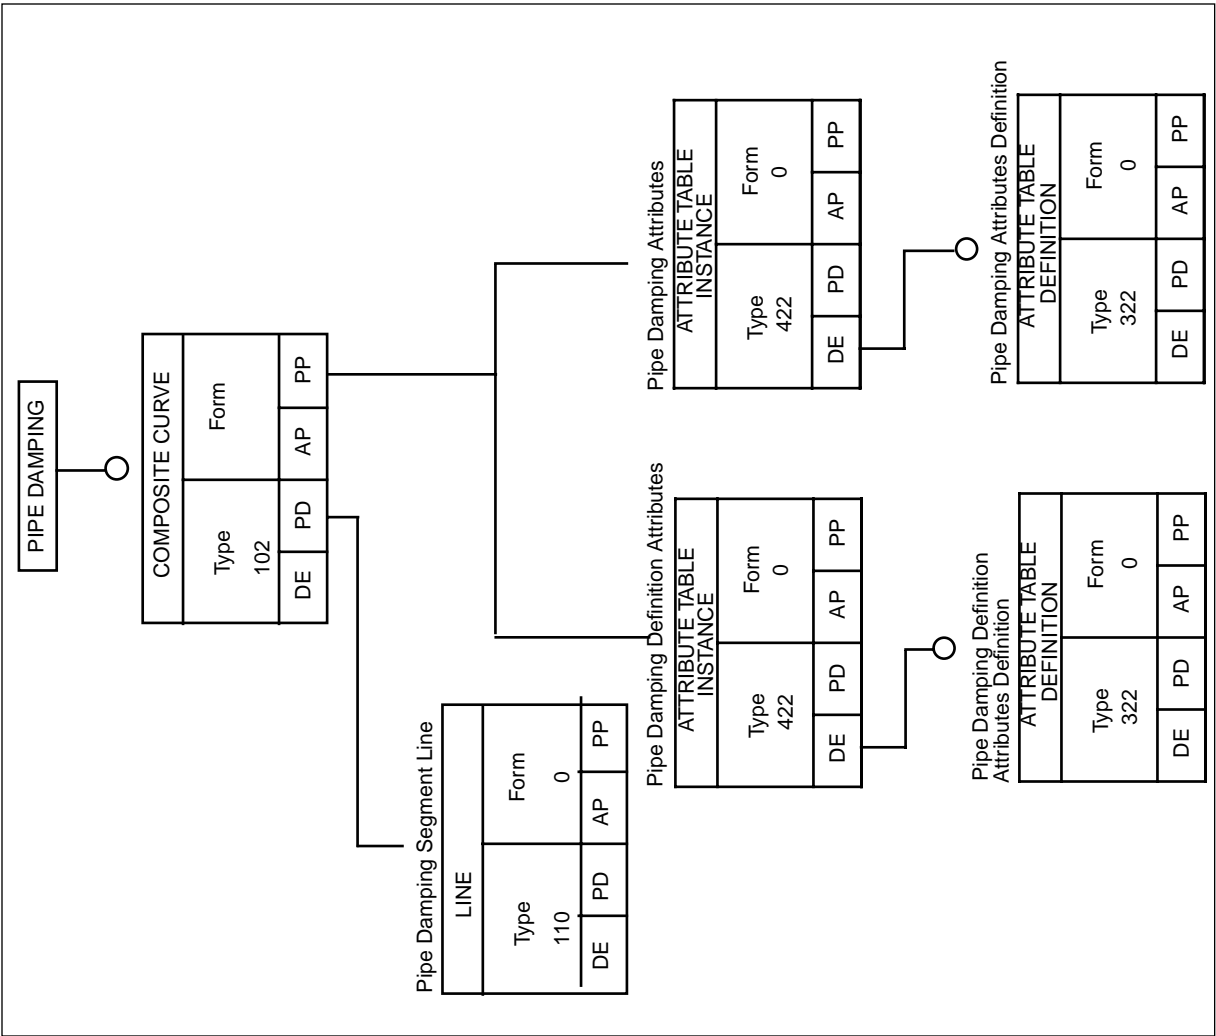 PIPE DAMPING
COMPOSITE CURVE
Type
102
Form
DE
PD
AP
PP
Pipe Damping Segment Line
LINE
Type
110
Form
0
DE
PD
AP
PP
Pipe Damping Definition Attributes
ATTRIBUTE TABLE
INSTANCE
Type
422
Form
0
DE
PD
AP
PP
Pipe Damping Attributes
ATTRIBUTE TABLE
INSTANCE
Type
422
Form
0
DE
PD
AP
PP
Pipe Damping Definition
Attributes Definition
ATTRIBUTE TABLE
DEFINITION
Type
322
Form
0
DE
PD
AP
PP
Pipe Damping Attributes Definition
ATTRIBUTE TABLE
DEFINITION
Type
322
Form
0
DE
PD
AP
PP